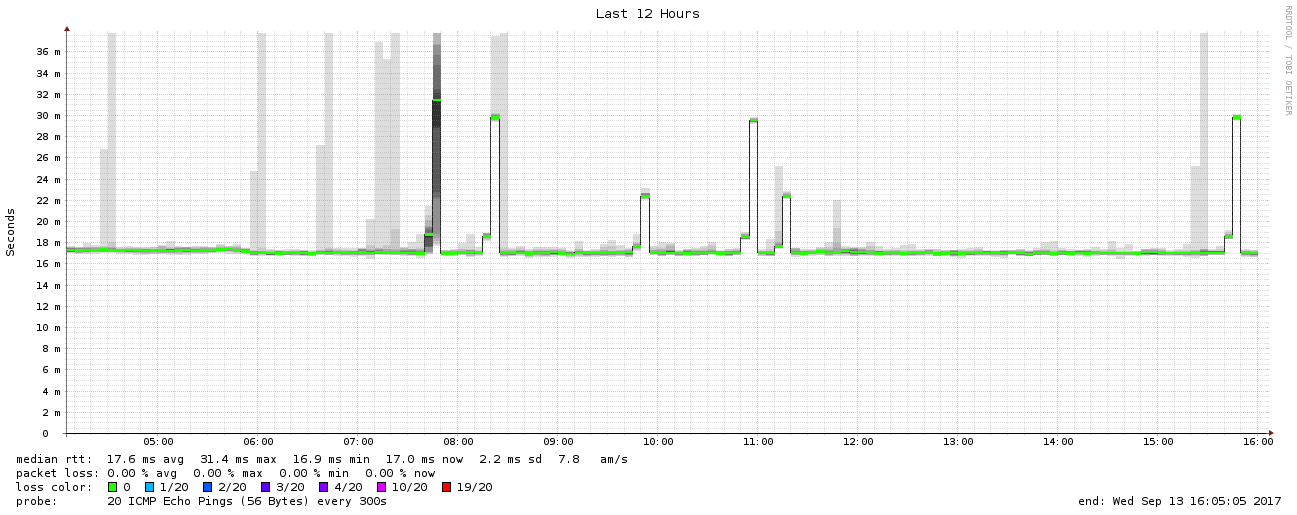 Last 12 Hours
RRDTOOL / TOBI OETIKER
Seconds
36 m
34 m
32 m
30 m
28 m
26 m
24 m
22 m
20 m
18 m
16 m
14 m
12 m
10 m
8 m
6 m
4 m
2 m
0
05:00 06:00 07:00 08:00 09:00 10:00 11:00 12:00 13:00 14:00 15:00 16:00
median rtt: 17.6 ms avg 31.4 ms max 16.9 ms min 17.0 ms now 2.2 ms sd 7.8 am/s
packet loss: 0.00 % avg 0.00 % max 0.00 % min 0.00 % now
loss color: 0 1/20 2/20 3/20 4/20 10/20 19/20
probe: 20 ICMP Echo Pings (56 Bytes) every 300s end: Wed Sep 13 16:05:05 2017